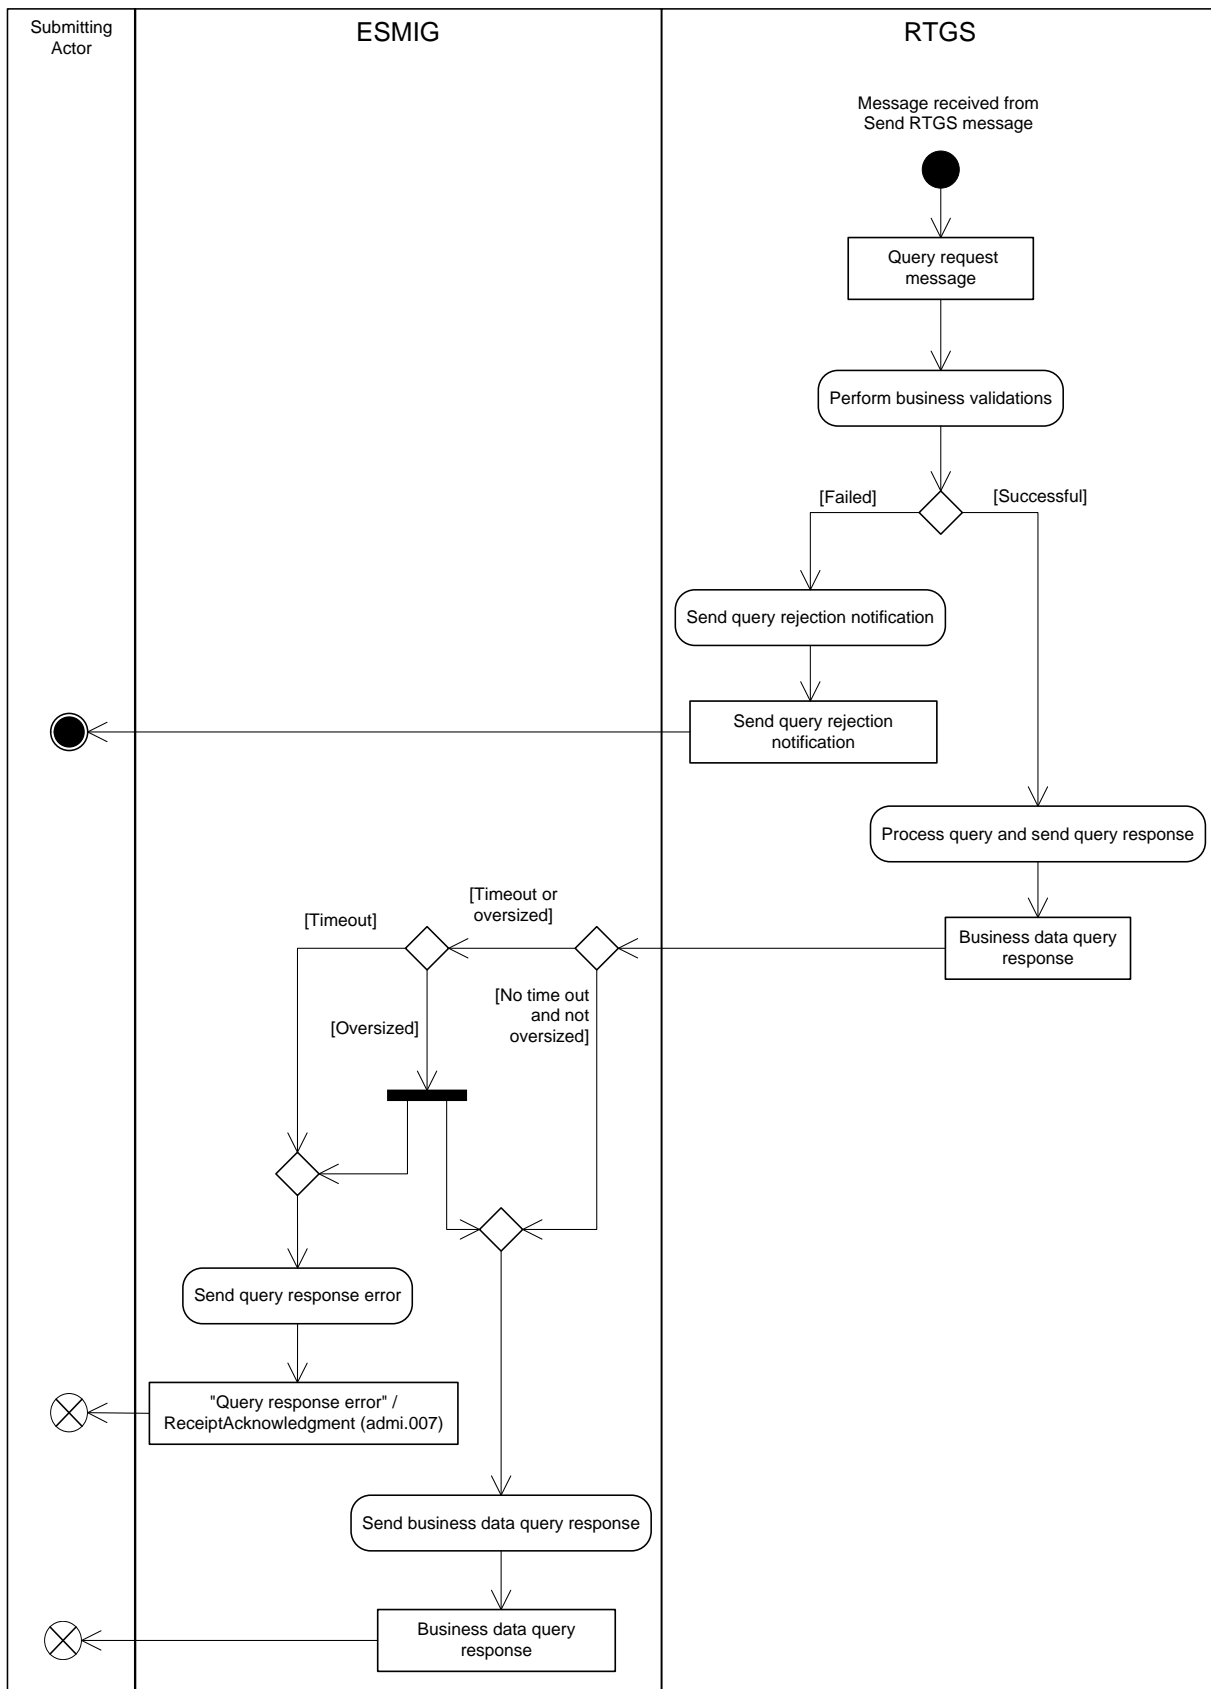 Submitting
Actor
ESMIG
RTGS
Message received from
Send RTGS message
Query request
message
Perform business validations
[Failed]
[Successful]
Send query rejection notification
Send query rejection
notification
Process query and send query response
[Timeout or
oversized]
[Timeout]
Business data query
response
[No time out
and not
oversized]
[Oversized]
Send query response error
"Query response error" /
ReceiptAcknowledgment (admi.007)
Send business data query response
Business data query
response